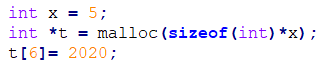 int x = 5;
int *t = malloc(sizeof(int)*x);
t[6]= 2020;